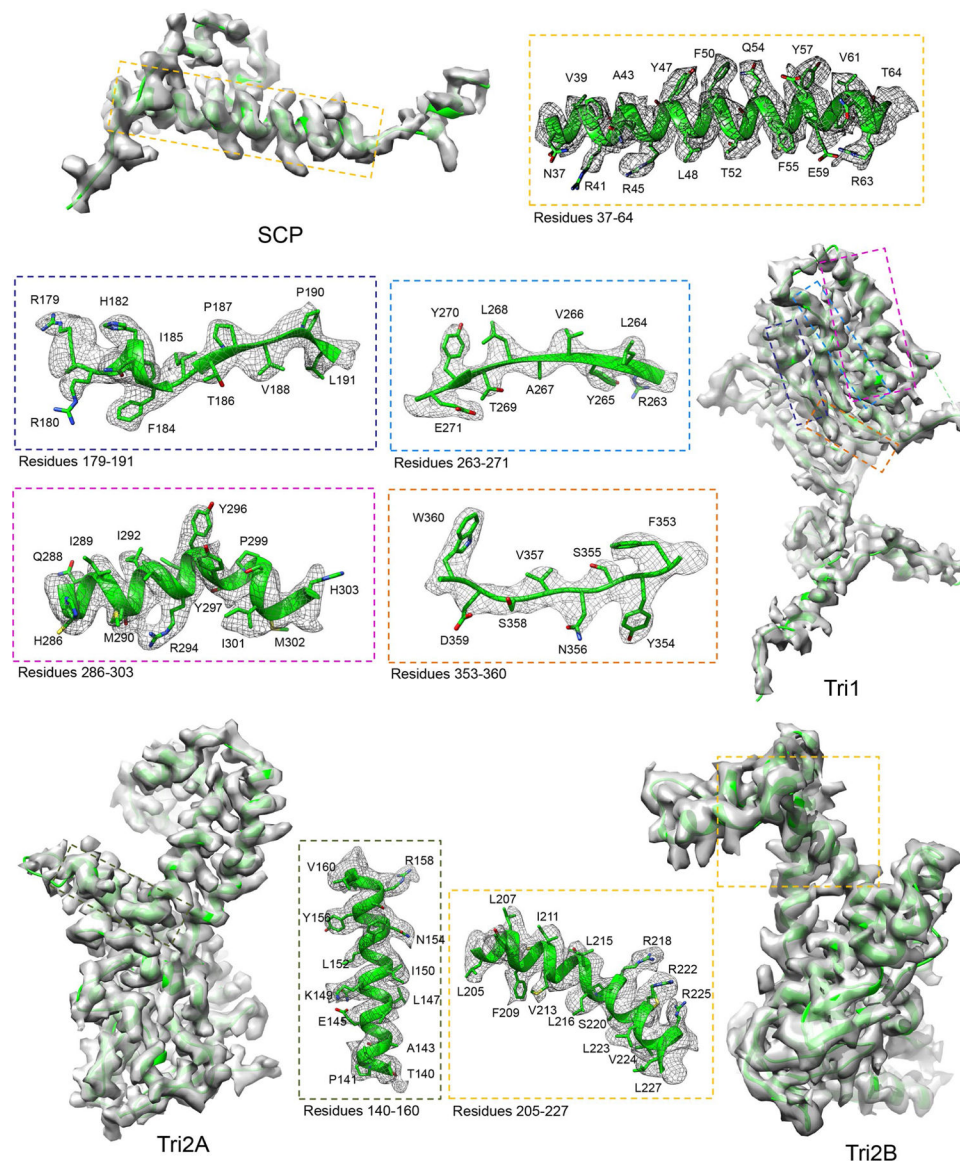 SCP
V39
A43
Y47
F50
Q54
Y57
V61
T64
N37
R41
R45
L48
T52
F55
E59
R63
Residues 37-64
R179
H182
I185
P187
P190
R180
F184
T186
V188
L191
Residues 179-191
Y270
L268
V266
L264
E271
T269
A267
Y265
R263
Residues 263-271
Q288
I289
I292
Y296
P299
H303
H286
M290
R294
Y297
I301
M302
Residues 286-303
W360
V357
S355
F353
D359
S358
N356
Y354
Residues 353-360
Tri1
V160
R158
Y156
N154
L152
I150
K149
L147
E145
A143
P141
T140
Residues 140-160
L207
I211
L215
R218
R222
R225
L205
F209
V213
L216
S220
L223
V224
L227
Residues 205-227
Tri2A
Tri2B